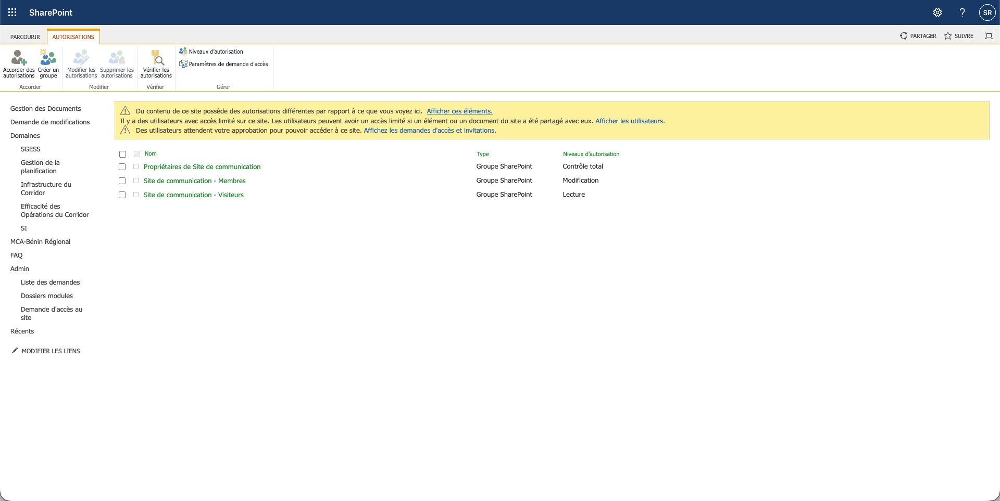 SharePoint
SR
PARCOURIR
AUTORISATIONS
PARTAGER
SUIVRE
Accorder des autorisations
Créer un groupe
Accorder
Modifier les autorisations
Supprimer les autorisations
Modifier
Vérifier les autorisations
Vérifier
Niveaux d'autorisation
Paramètres de demande d'accès
Gérer
Gestion des Documents
Demande de modifications
Domaines
SGESS
Gestion de la
planification
Infrastructure du
Corridor
Efficacité des
Opérations du Corridor
SI
MCA-Bénin Régional
FAQ
Admin
Liste des demandes
Dossiers modules
Demande d'accès au
site
Récents
MODIFIER LES LIENS
Du contenu de ce site possède des autorisations différentes par rapport à ce que vous voyez ici. Afficher ces éléments.
Il y a des utilisateurs avec accès limité sur ce site. Les utilisateurs peuvent avoir un accès limité si un élément ou un document du site a été partagé avec eux. Afficher les utilisateurs.
Des utilisateurs attendent votre approbation pour pouvoir accéder à ce site. Affichez les demandes d'accès et invitations.
Nom Type Niveaux d'autorisation
Propriétaires de Site de communication Groupe SharePoint Contrôle total
Site de communication - Membres Groupe SharePoint Modification
Site de communication - Visiteurs Groupe SharePoint Lecture